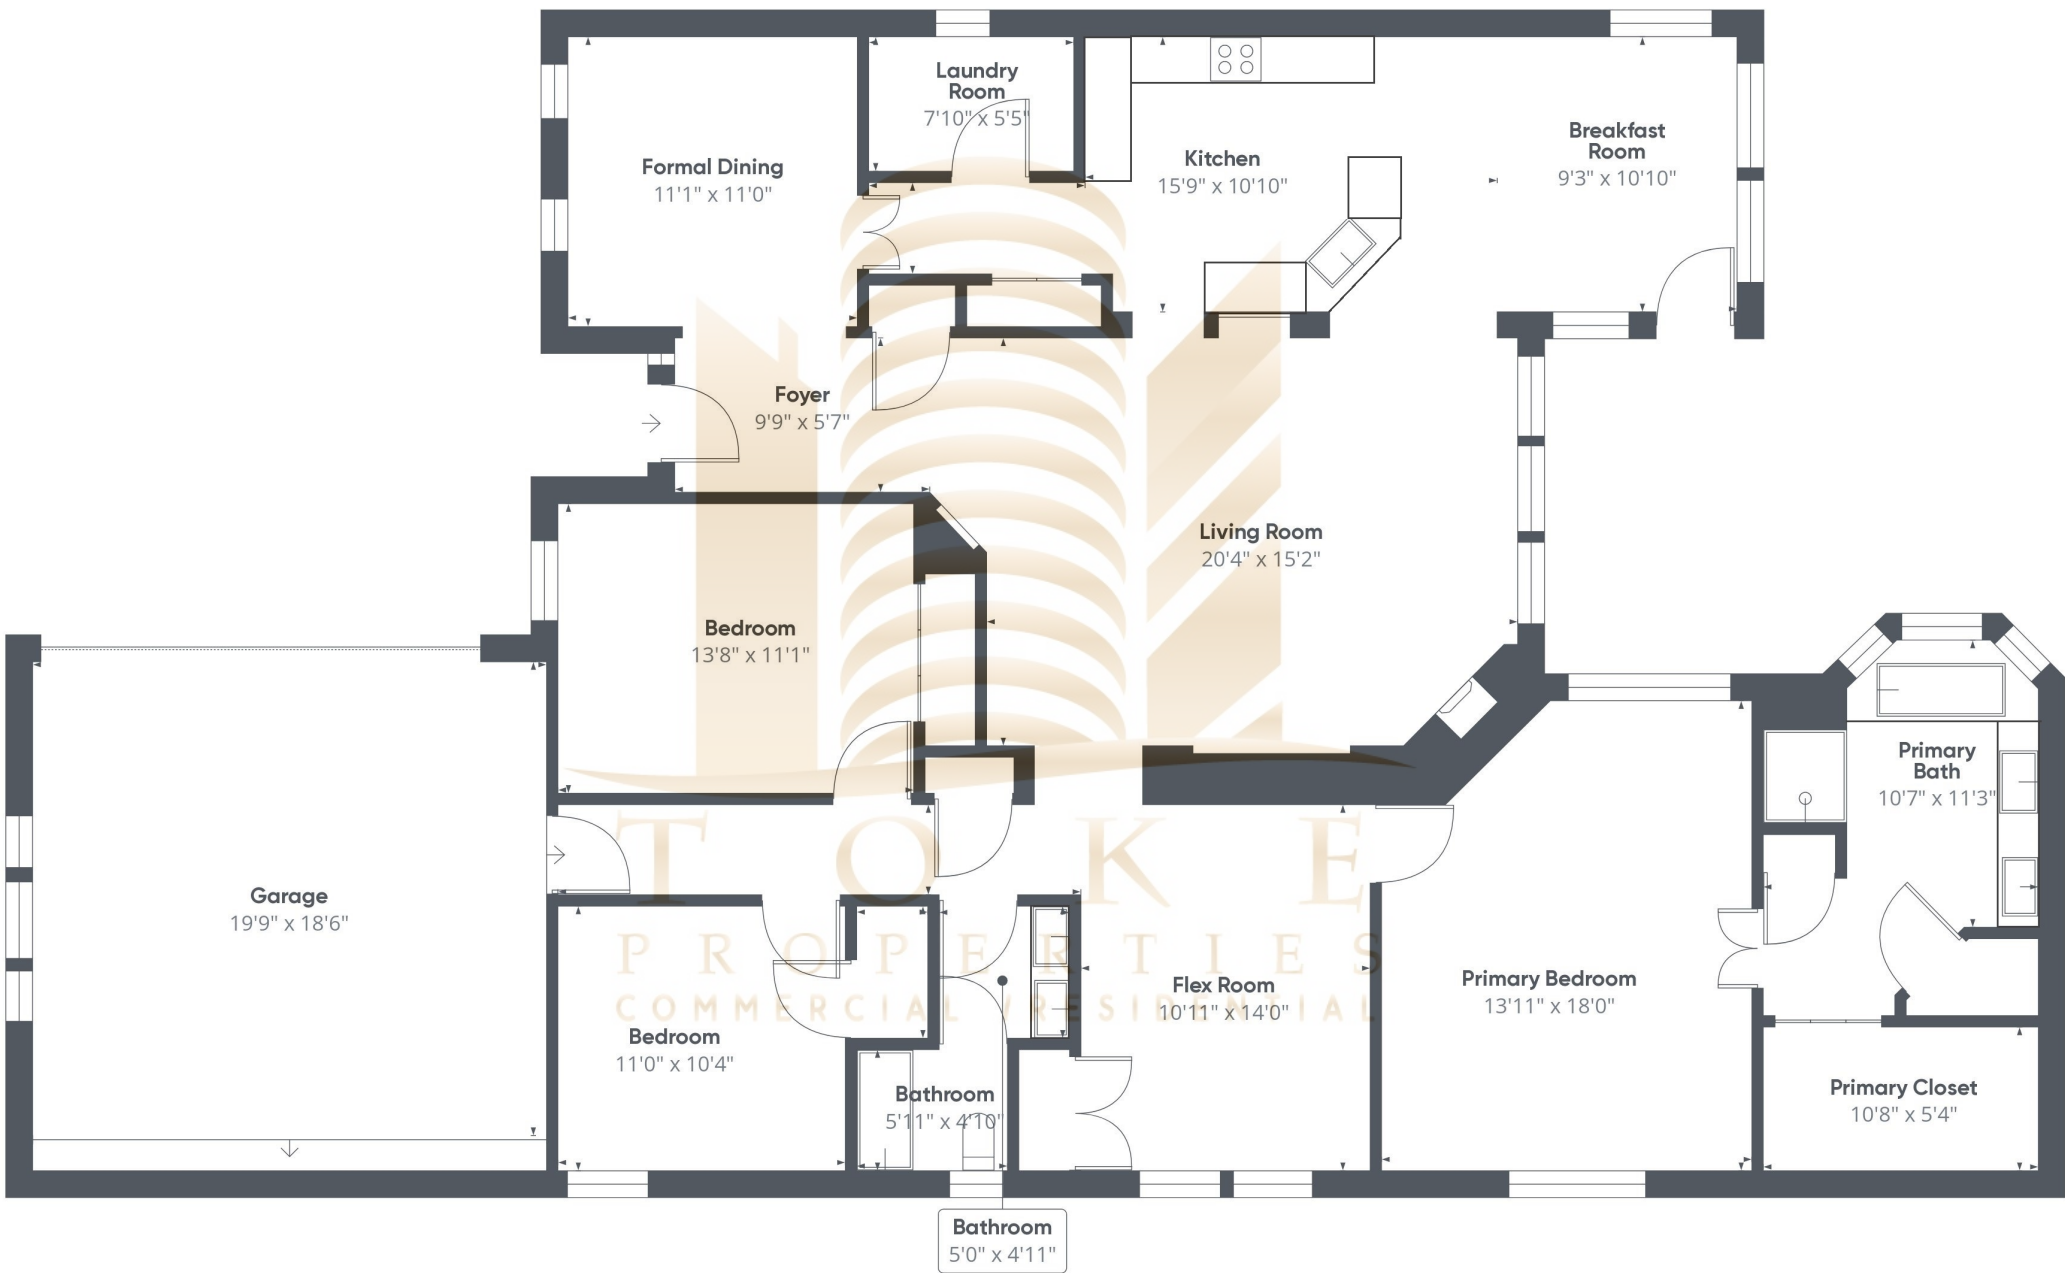 Laundry
Room
7'10" x 5'5"
Formal Dining
11'1" x 11'0"
Kitchen
15'9" x 10'10"
Breakfast
Room
9'3" x 10'10"
Foyer
9'9" x 5'7"
Living Room
20'4" x 15'2"
Bedroom
13'8" x 11'1"
Primary
Bath
10'7" x 11'3"
Garage
19'9" x 18'6"
TOKE
PROPERTIES
COMMERCIAL / RESIDENTIAL
Flex Room
10'11" x 14'0"
Primary Bedroom
13'11" x 18'0"
Bedroom
11'0" x 10'4"
Bathroom
5'11" x 4'10"
Primary Closet
10'8" x 5'4"
Bathroom
5'0" x 4'11"